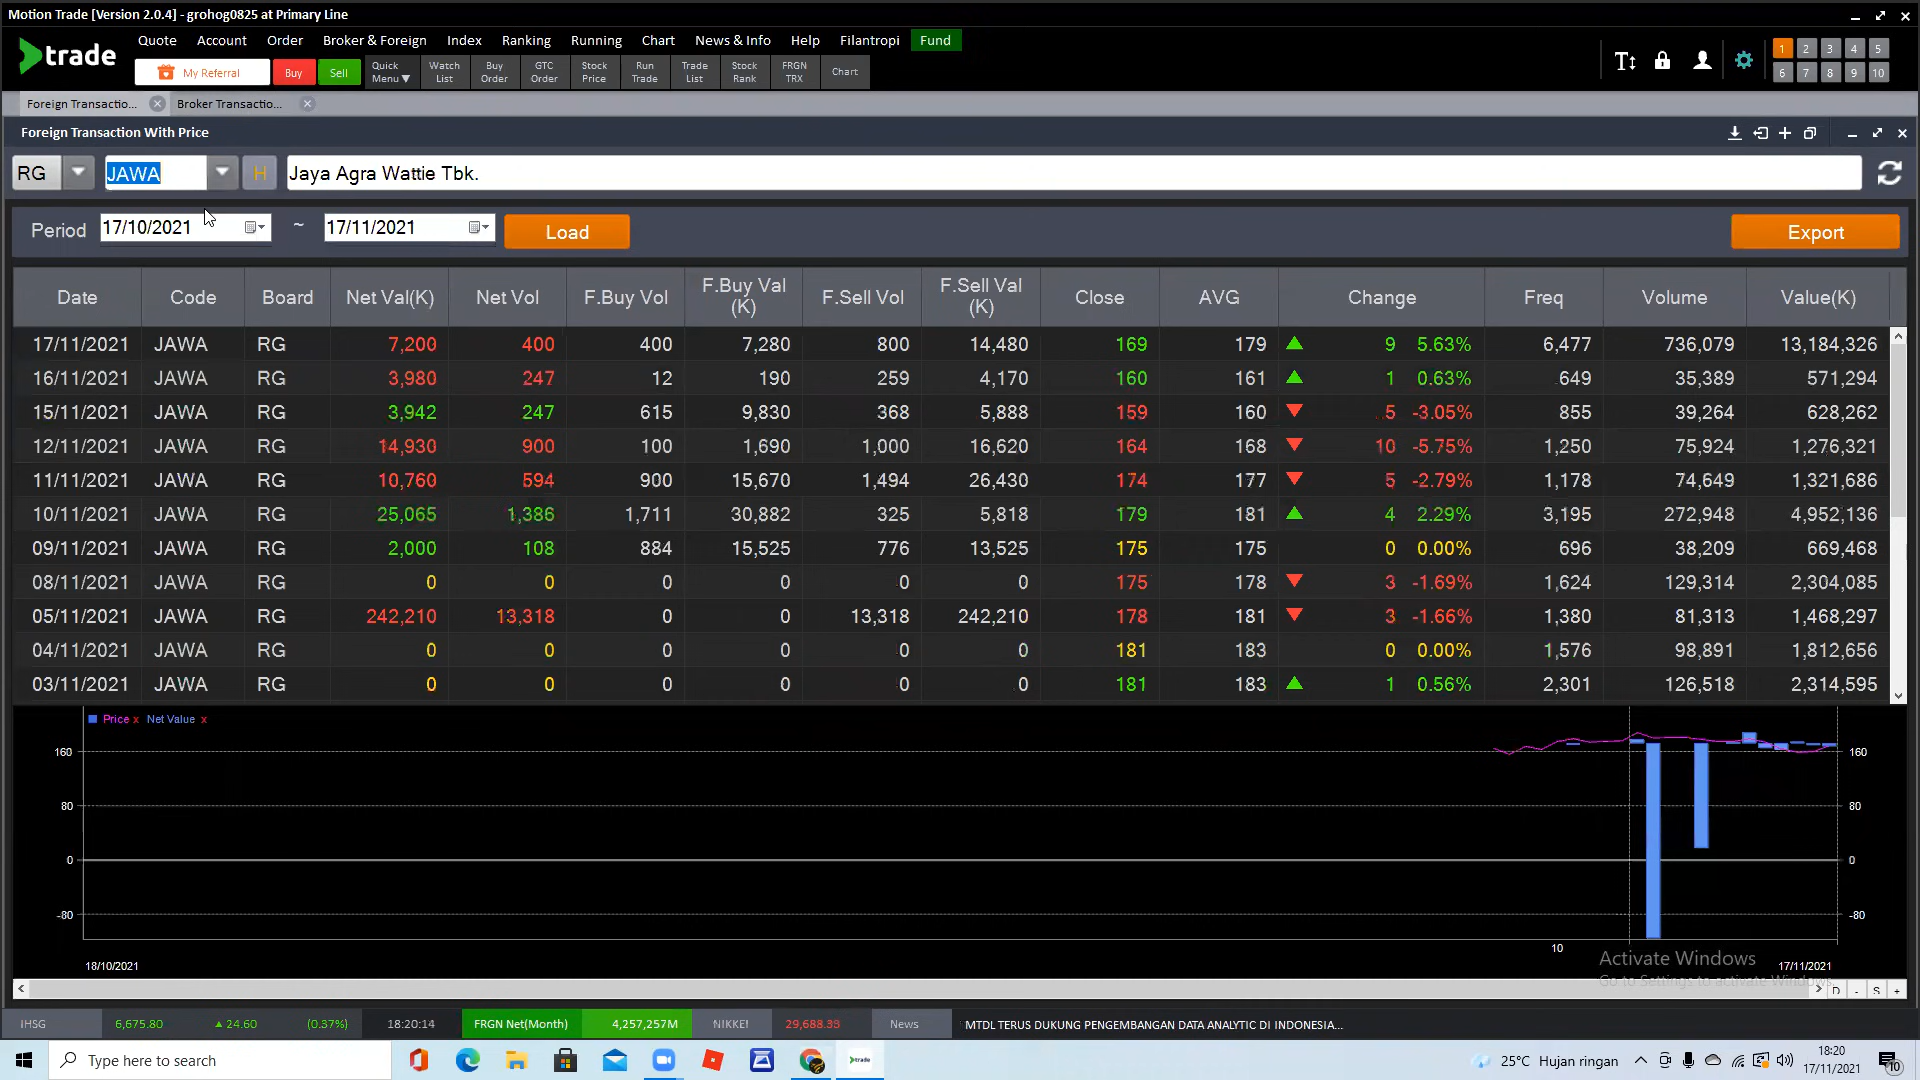 Motion Trade [Version 2.0.4] - grohog0825 at Primary Line
trade
Quote Account Order Broker & Foreign Index Ranking Running Chart News & Info Help Filantropi Fund
My Referral Buy Sell Quick Menu▼ Watch List Buy Order GTC Order Stock Price Run Trade Trade List Stock Rank FRGN TRX Chart
1 2 3 4 5
6 7 8 9 10
Foreign Transactio... Broker Transactio...
Foreign Transaction With Price
RG JAWA H Jaya Agra Wattie Tbk.
Period 17/10/2021 ~ 17/11/2021 Load Export
Date Code Board Net Val(K) Net Vol F.Buy Vol F.Buy Val (K) F.Sell Vol F.Sell Val (K) Close AVG Change Freq Volume Value(K)
17/11/2021 JAWA RG 7,200 400 400 7,280 800 14,480 169 179 9 5.63% 6,477 736,079 13,184,326
16/11/2021 JAWA RG 3,980 247 12 190 259 4,170 160 161 1 0.63% 649 35,389 571,294
15/11/2021 JAWA RG 3,942 247 615 9,830 368 5,888 159 160 5 -3.05% 855 39,264 628,262
12/11/2021 JAWA RG 14,930 900 100 1,690 1,000 16,620 164 168 10 -5.75% 1,250 75,924 1,276,321
11/11/2021 JAWA RG 10,760 594 900 15,670 1,494 26,430 174 177 5 -2.79% 1,178 74,649 1,321,686
10/11/2021 JAWA RG 25,065 1,386 1,711 30,882 325 5,818 179 181 4 2.29% 3,195 272,948 4,952,136
09/11/2021 JAWA RG 2,000 108 884 15,525 776 13,525 175 175 0 0.00% 696 38,209 669,468
08/11/2021 JAWA RG 0 0 0 0 0 0 175 178 3 -1.69% 1,624 129,314 2,304,085
05/11/2021 JAWA RG 242,210 13,318 0 0 13,318 242,210 178 181 3 -1.66% 1,380 81,313 1,468,297
04/11/2021 JAWA RG 0 0 0 0 0 0 181 183 0 0.00% 1,576 98,891 1,812,656
03/11/2021 JAWA RG 0 0 0 0 0 0 181 183 1 0.56% 2,301 126,518 2,314,595
Price x Net Value x
160 160
80 80
0 0
-80 -80
10
18/10/2021 17/11/2021
Activate Windows
Go to Settings to activate Windows.
D - S +
IHSG 6,675.80 ▲ 24.60 (0.37%) 18:20:14 FRGN Net(Month) 4,257,257M NIKKEI 29,688.33 News MTDL TERUS DUKUNG PENGEMBANGAN DATA ANALYTIC DI INDONESIA...
Type here to search trade 25°C Hujan ringan 18:20
17/11/2021 10